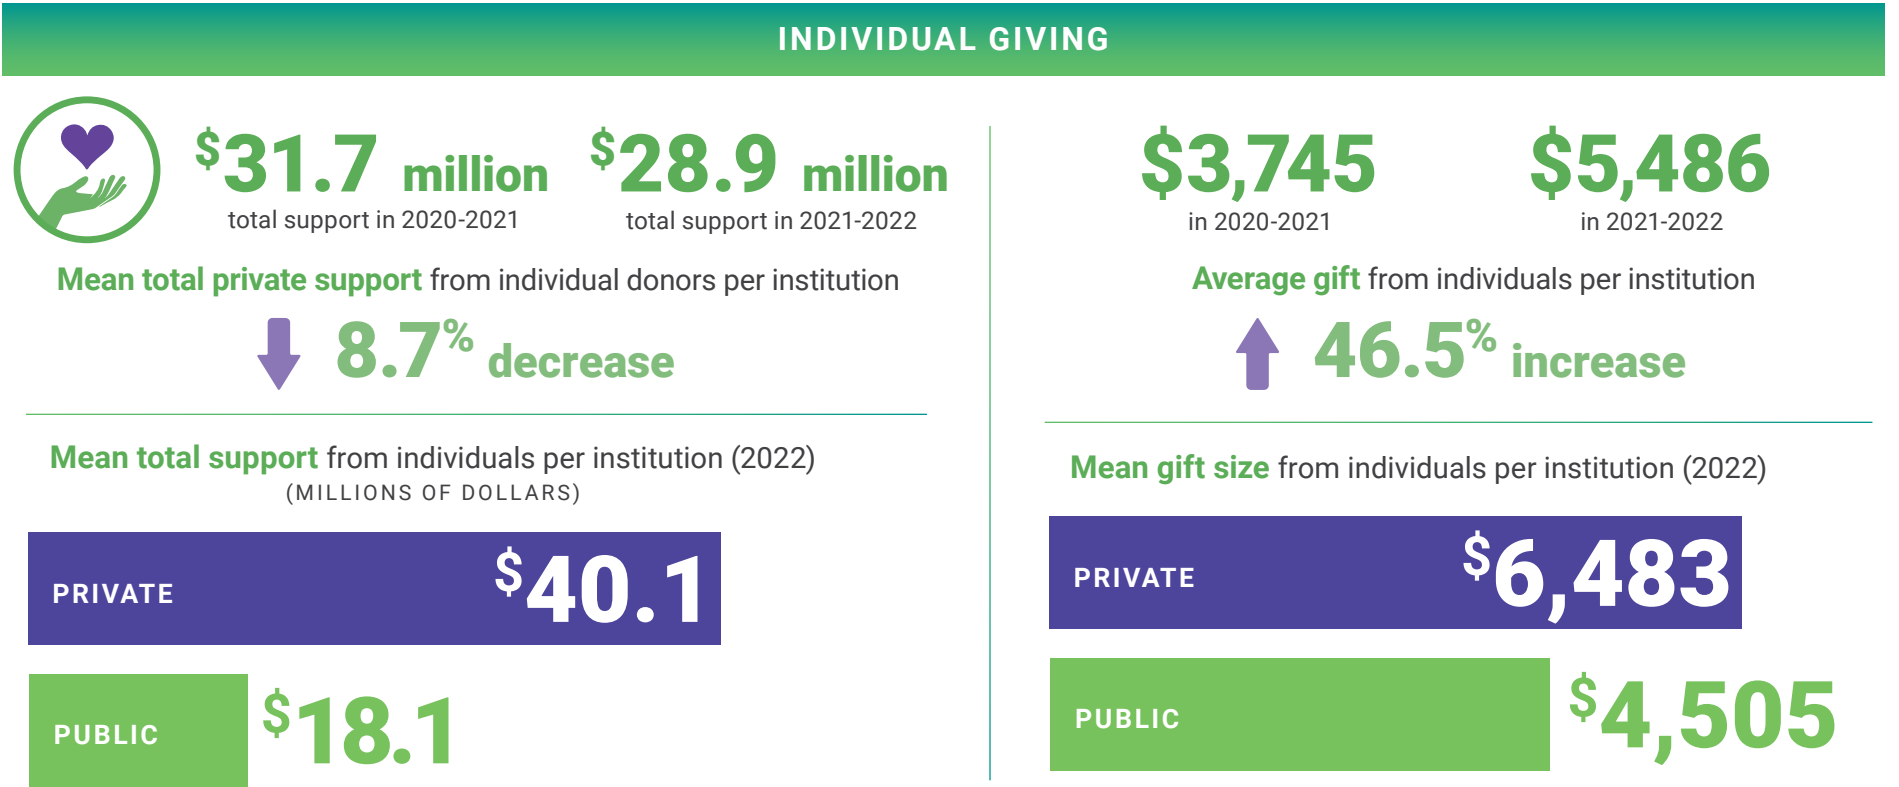 INDIVIDUAL GIVING
$31.7 million
total support in 2020-2021
$28.9 million
total support in 2021-2022
Mean total private support from individual donors per institution
8.7% decrease
Mean total support from individuals per institution (2022)
(MILLIONS OF DOLLARS)
PRIVATE
$40.1
PUBLIC
$18.1
$3,745
in 2020-2021
$5,486
in 2021-2022
Average gift from individuals per institution
46.5% increase
Mean gift size from individuals per institution (2022)
PRIVATE
$6,483
PUBLIC
$4,505